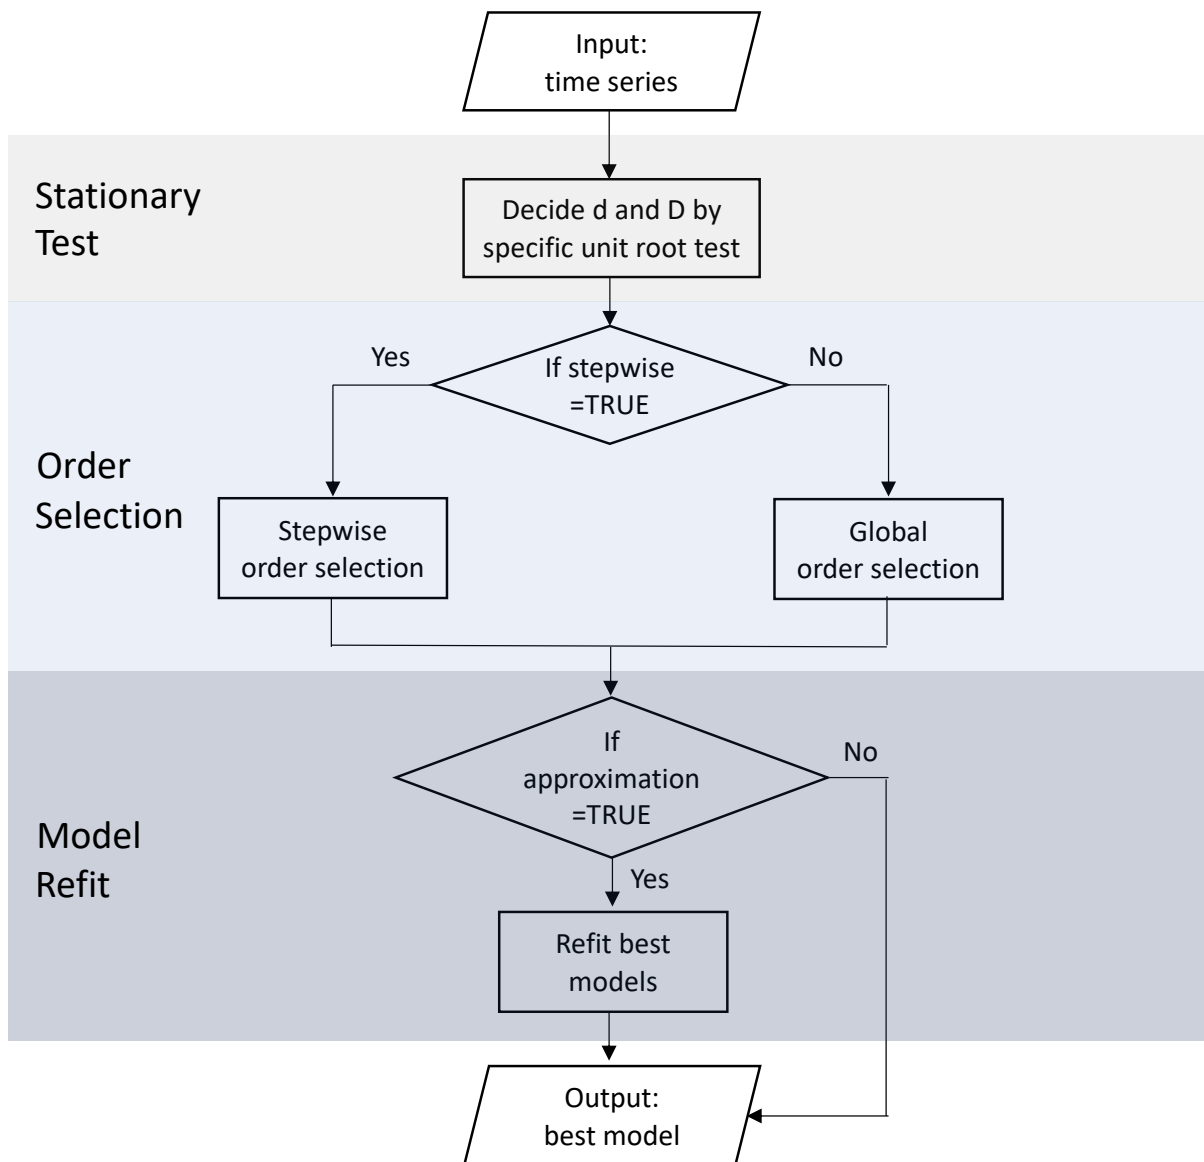 Input:
time series
Stationary
Test
Decide d and D by
specific unit root test
Yes
If stepwise
=TRUE
No
Order
Selection
Stepwise
order selection
Global
order selection
If
approximation
=TRUE
No
Model
Refit
Yes
Refit best
models
Output:
best model